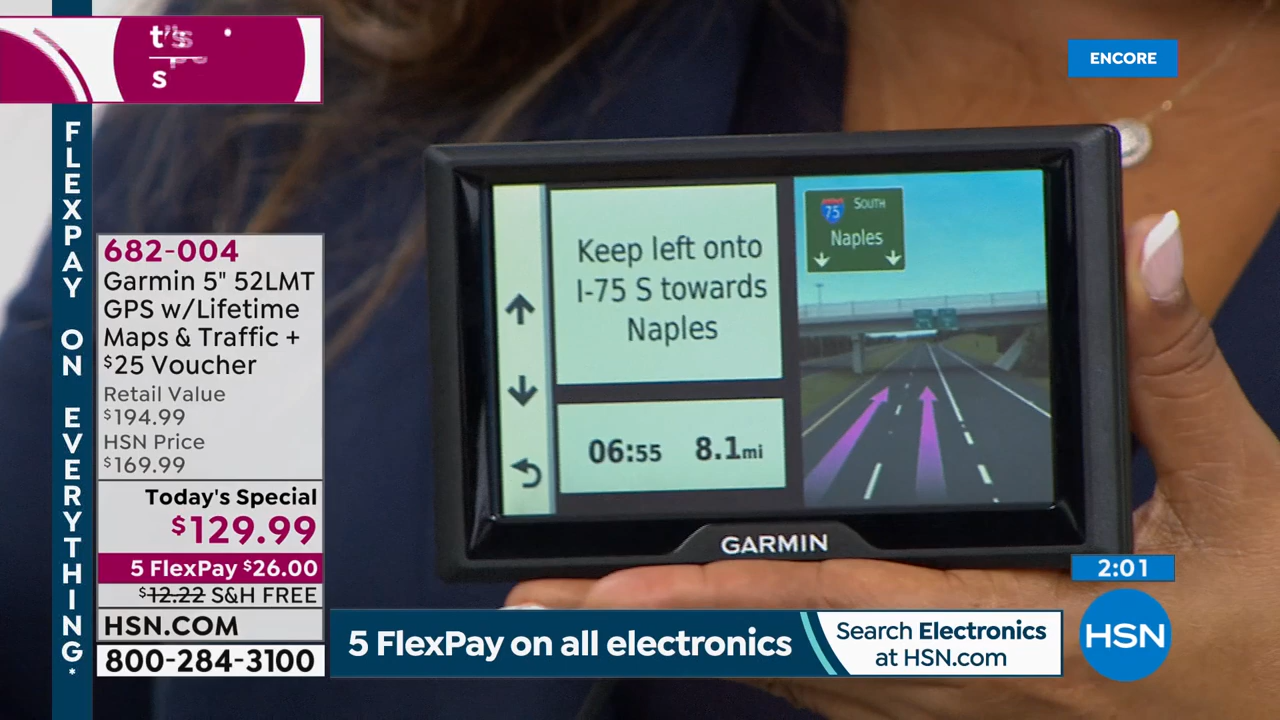 t's
s
ENCORE
FLEXPAY ON EVERYTHING*
682-004
Garmin 5" 52LMT
GPS w/Lifetime
Maps & Traffic +
$25 Voucher
Retail Value
$194.99
HSN Price
$169.99
Today's Special
$129.99
5 FlexPay $26.00
$12.22 S&H FREE
HSN.COM
800-284-3100
Keep left onto
I-75 S towards
Naples
06:55 8.1mi
75 SOUTH
Naples
GARMIN
2:01
5 FlexPay on all electronics
Search Electronics
at HSN.com
HSN